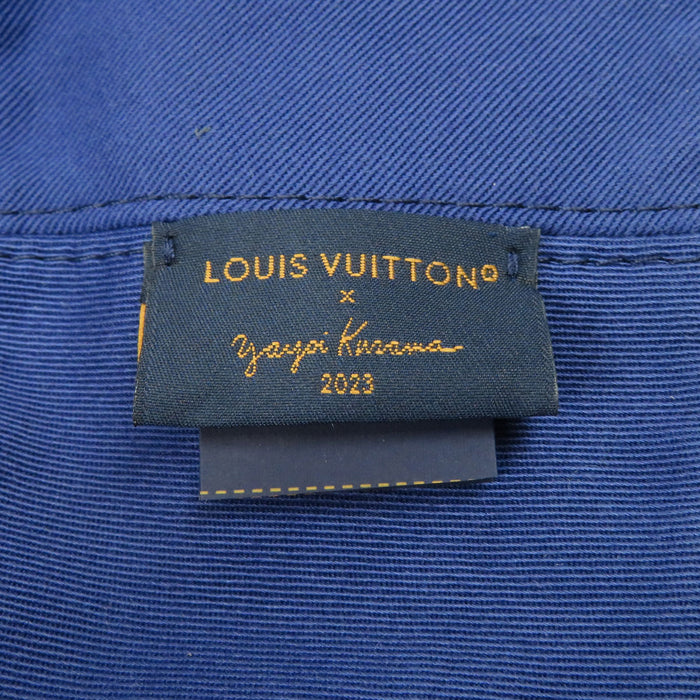 LOUIS VUITTON®
x
Yayoi Kusama
2023